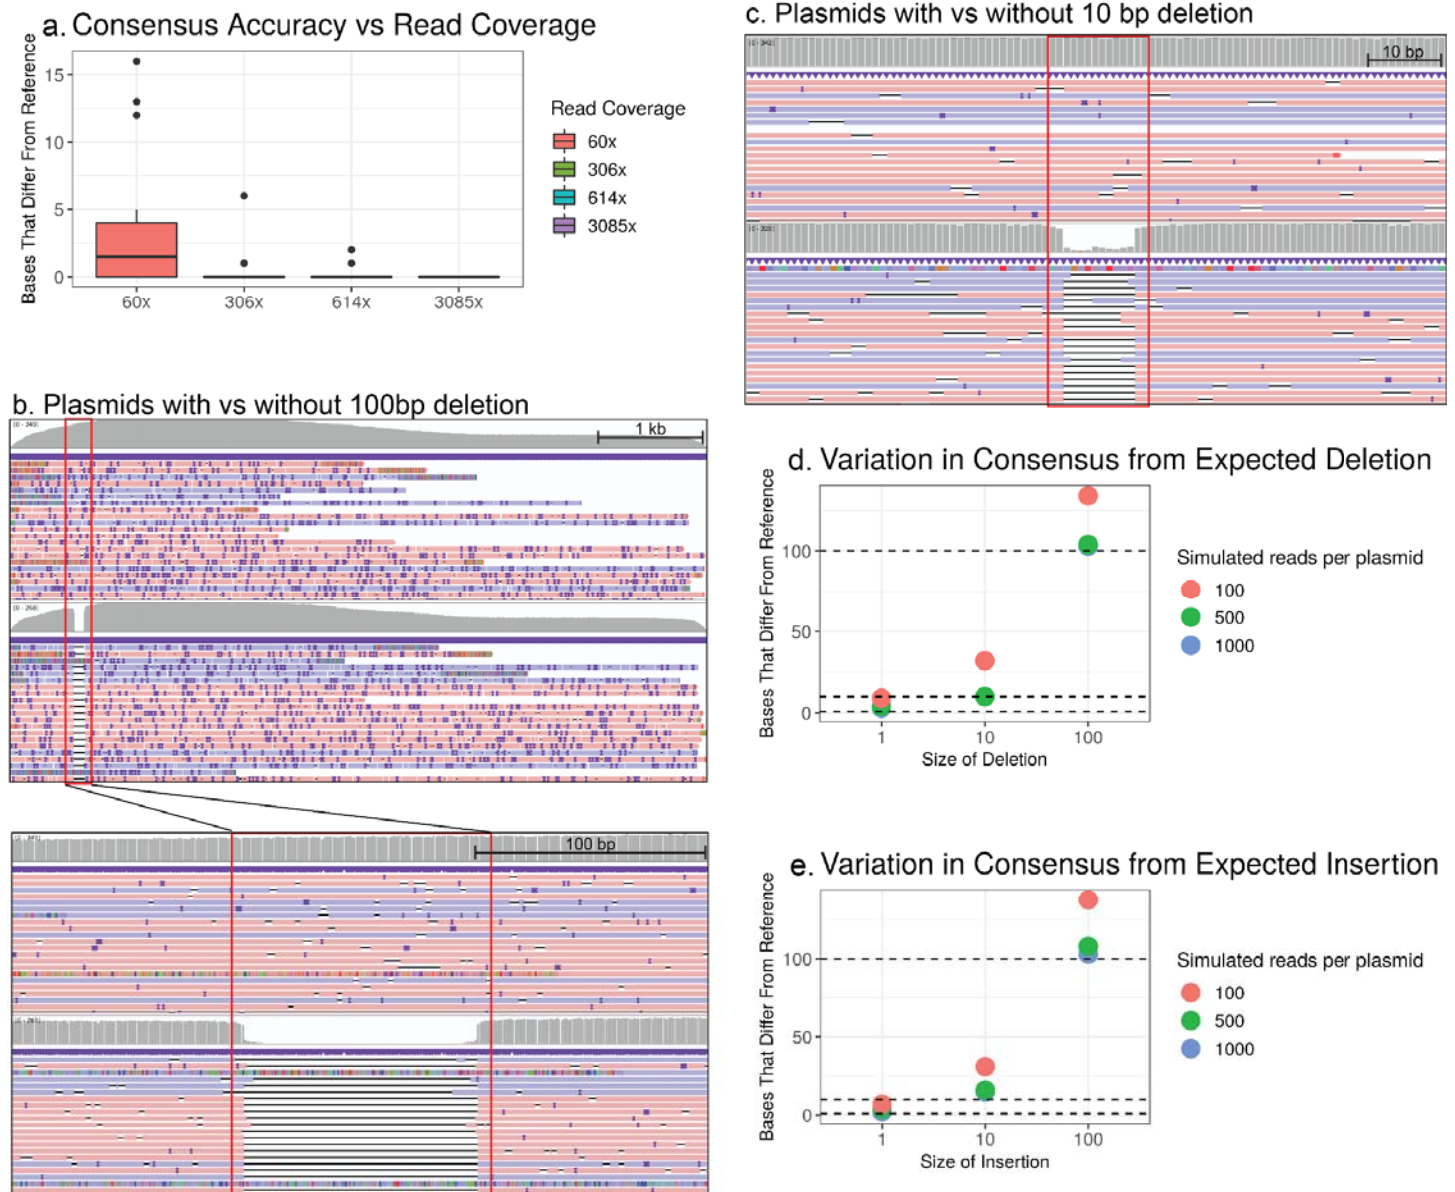 a. Consensus Accuracy vs Read Coverage
Bases That Differ From Reference
15
10
5
0
60x
306x
614x
3085x
Read Coverage
60x
306x
614x
3085x
b. Plasmids with vs without 100bp deletion
1 kb
100 bp
c. Plasmids with vs without 10 bp deletion
10 bp
d. Variation in Consensus from Expected Deletion
Bases That Differ From Reference
100
50
0
1
10
100
Size of Deletion
Simulated reads per plasmid
100
500
1000
e. Variation in Consensus from Expected Insertion
Bases That Differ From Reference
100
50
0
1
10
100
Size of Insertion
Simulated reads per plasmid
100
500
1000